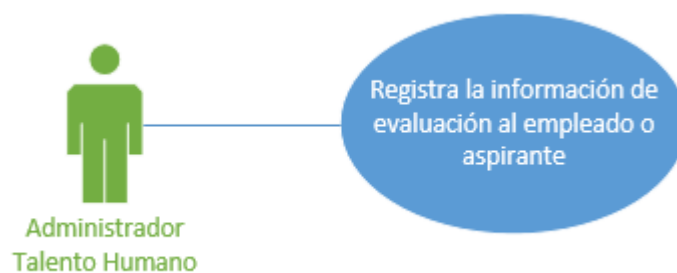 Registra la información de
evaluación al empleado o
aspirante
Administrador
Talento Humano